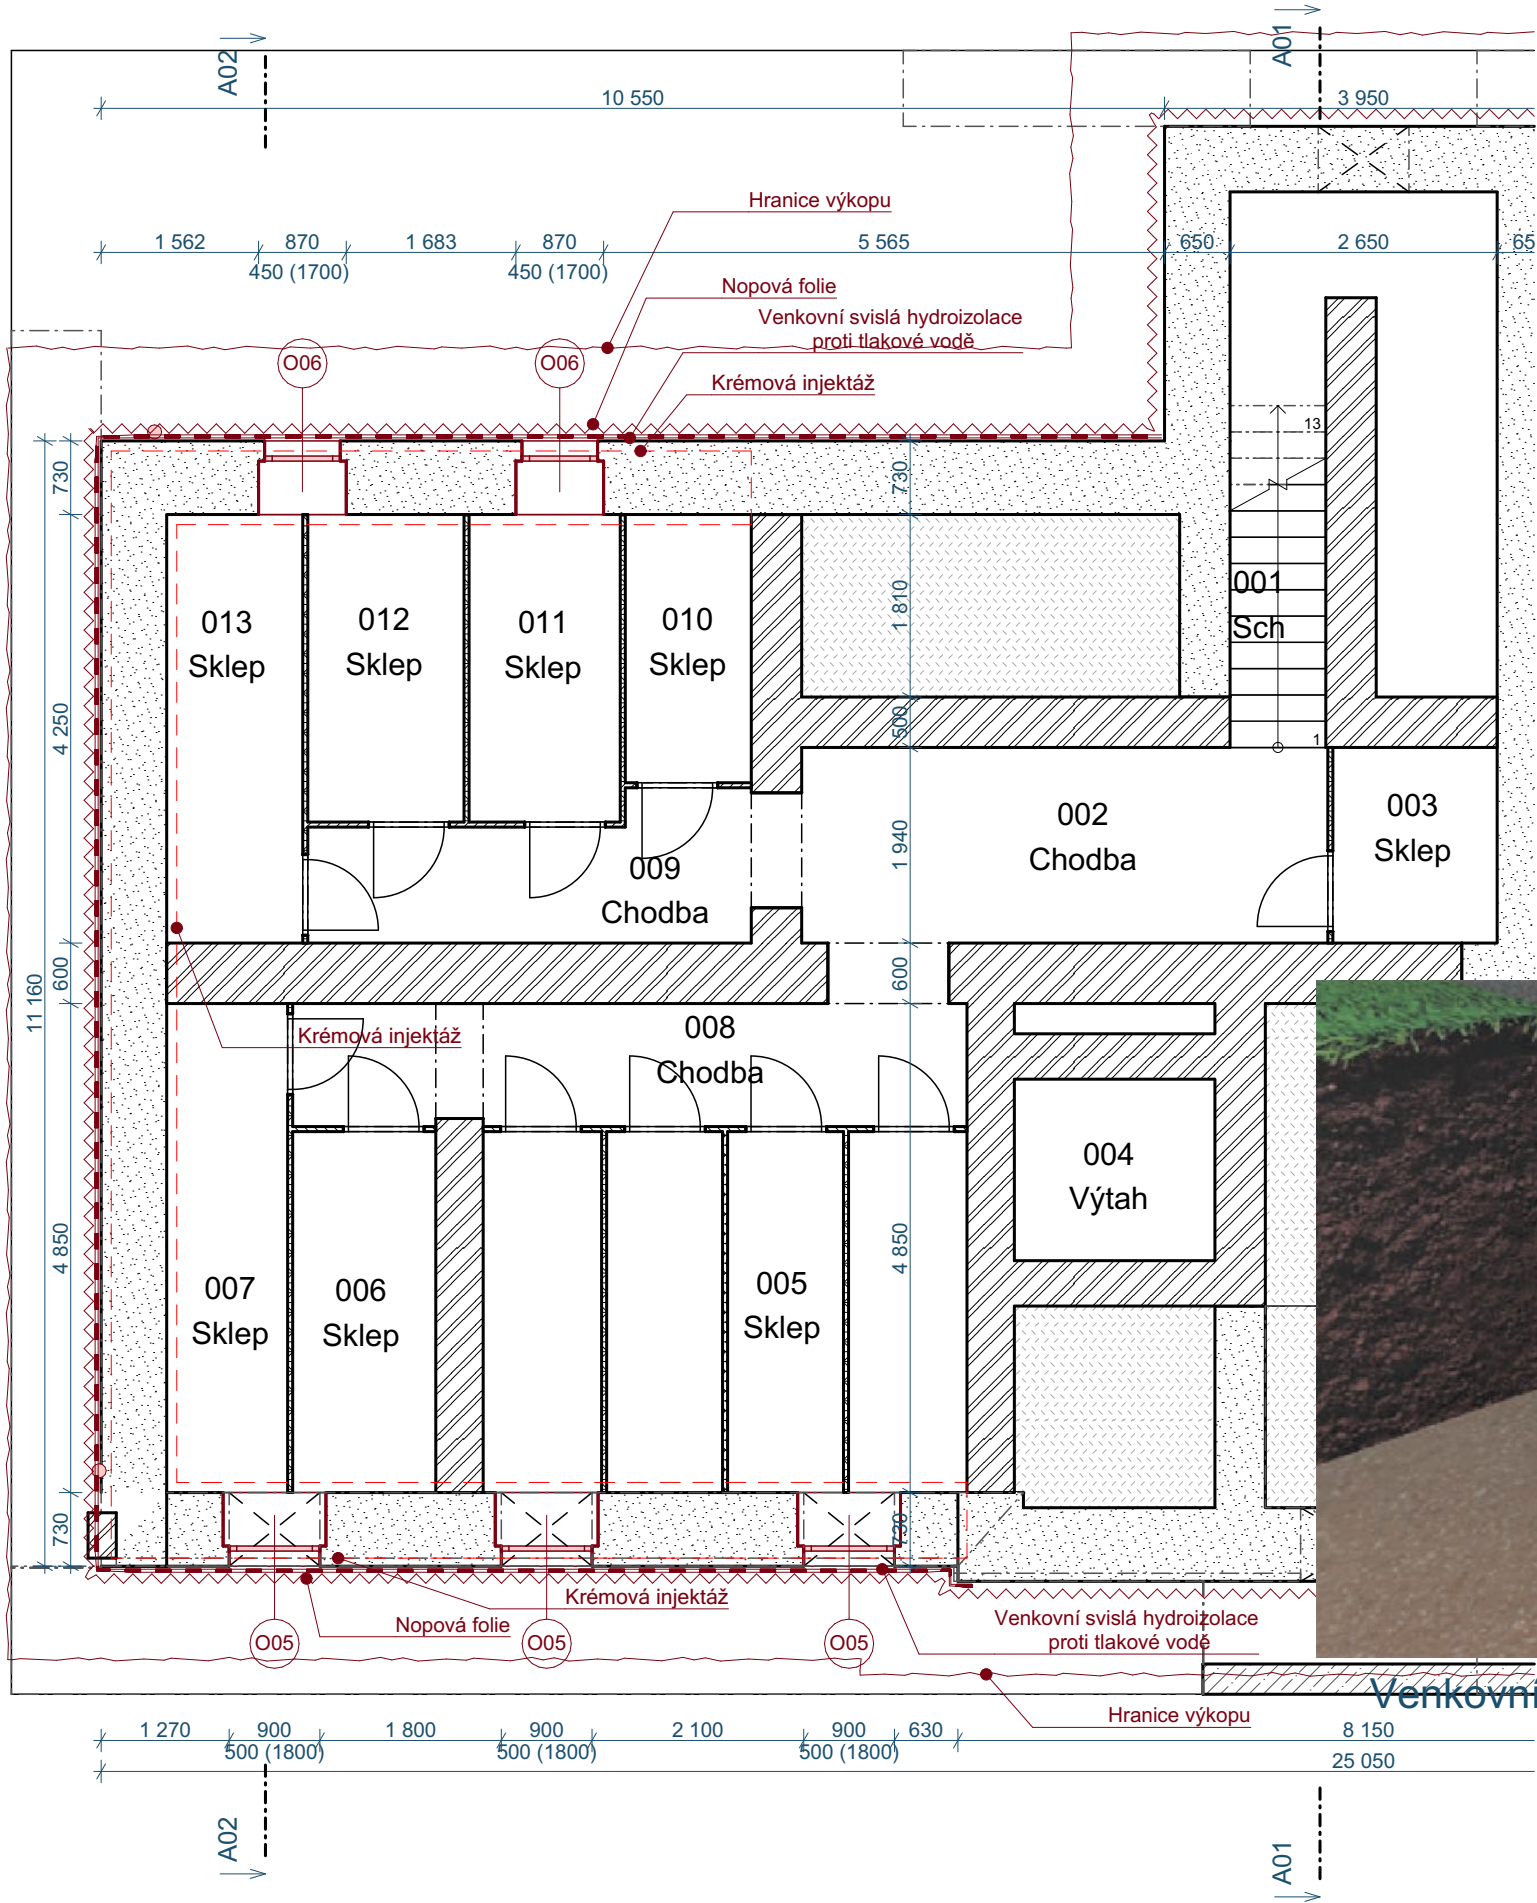 A02
A01
10 550
3 950
Hranice výkopu
1 562
870
1 683
870
5 565
650
2 650
65
450 (1700)
450 (1700)
Nopová folie
Venkovní svislá hydroizolace
proti tlakové vodě
O06
O06
Krémová injektáž
13
730
730
001
Sch
013
Sklep
012
Sklep
011
Sklep
010
Sklep
1 810
4 250
500
1
002
Chodba
003
Sklep
1 940
009
Chodba
11 160
600
600
Krémová injektáž
008
Chodba
004
Výtah
4 850
4 850
007
Sklep
006
Sklep
005
Sklep
730
730
Krémová injektáž
Nopová folie
Venkovní svislá hydroizolace
proti tlakové vodě
O05
O05
O05
Venkovní
Hranice výkopu
1 270
900
1 800
900
2 100
900
630
8 150
500 (1800)
500 (1800)
500 (1800)
25 050
A02
A01